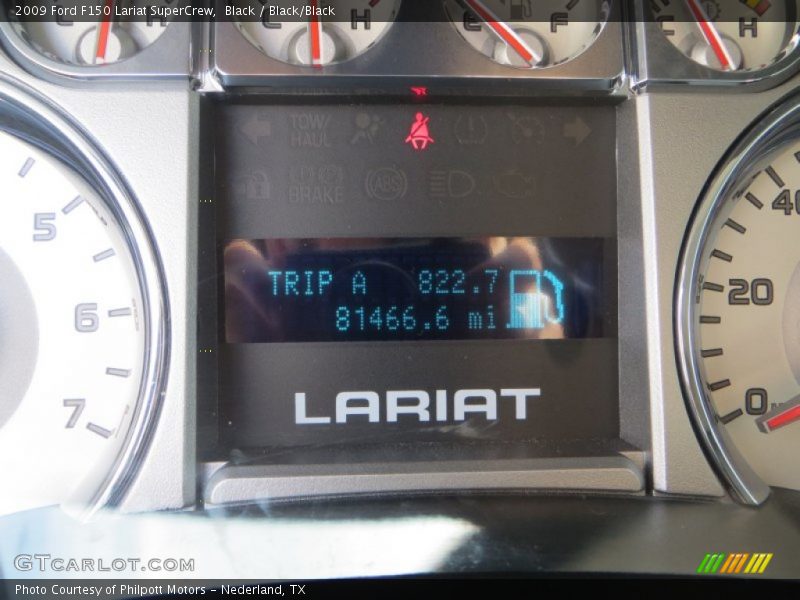 2009 Ford F150 Lariat SuperCrew,  Black / Black/Black
C H
C H
E F
C H
TOW/
HAUL
BRAKE
ABS
5
6
7
TRIP A 822.7
81466.6 mi
40
20
0
LARIAT
GTCARLOT.COM
Photo Courtesy of Philpott Motors - Nederland, TX